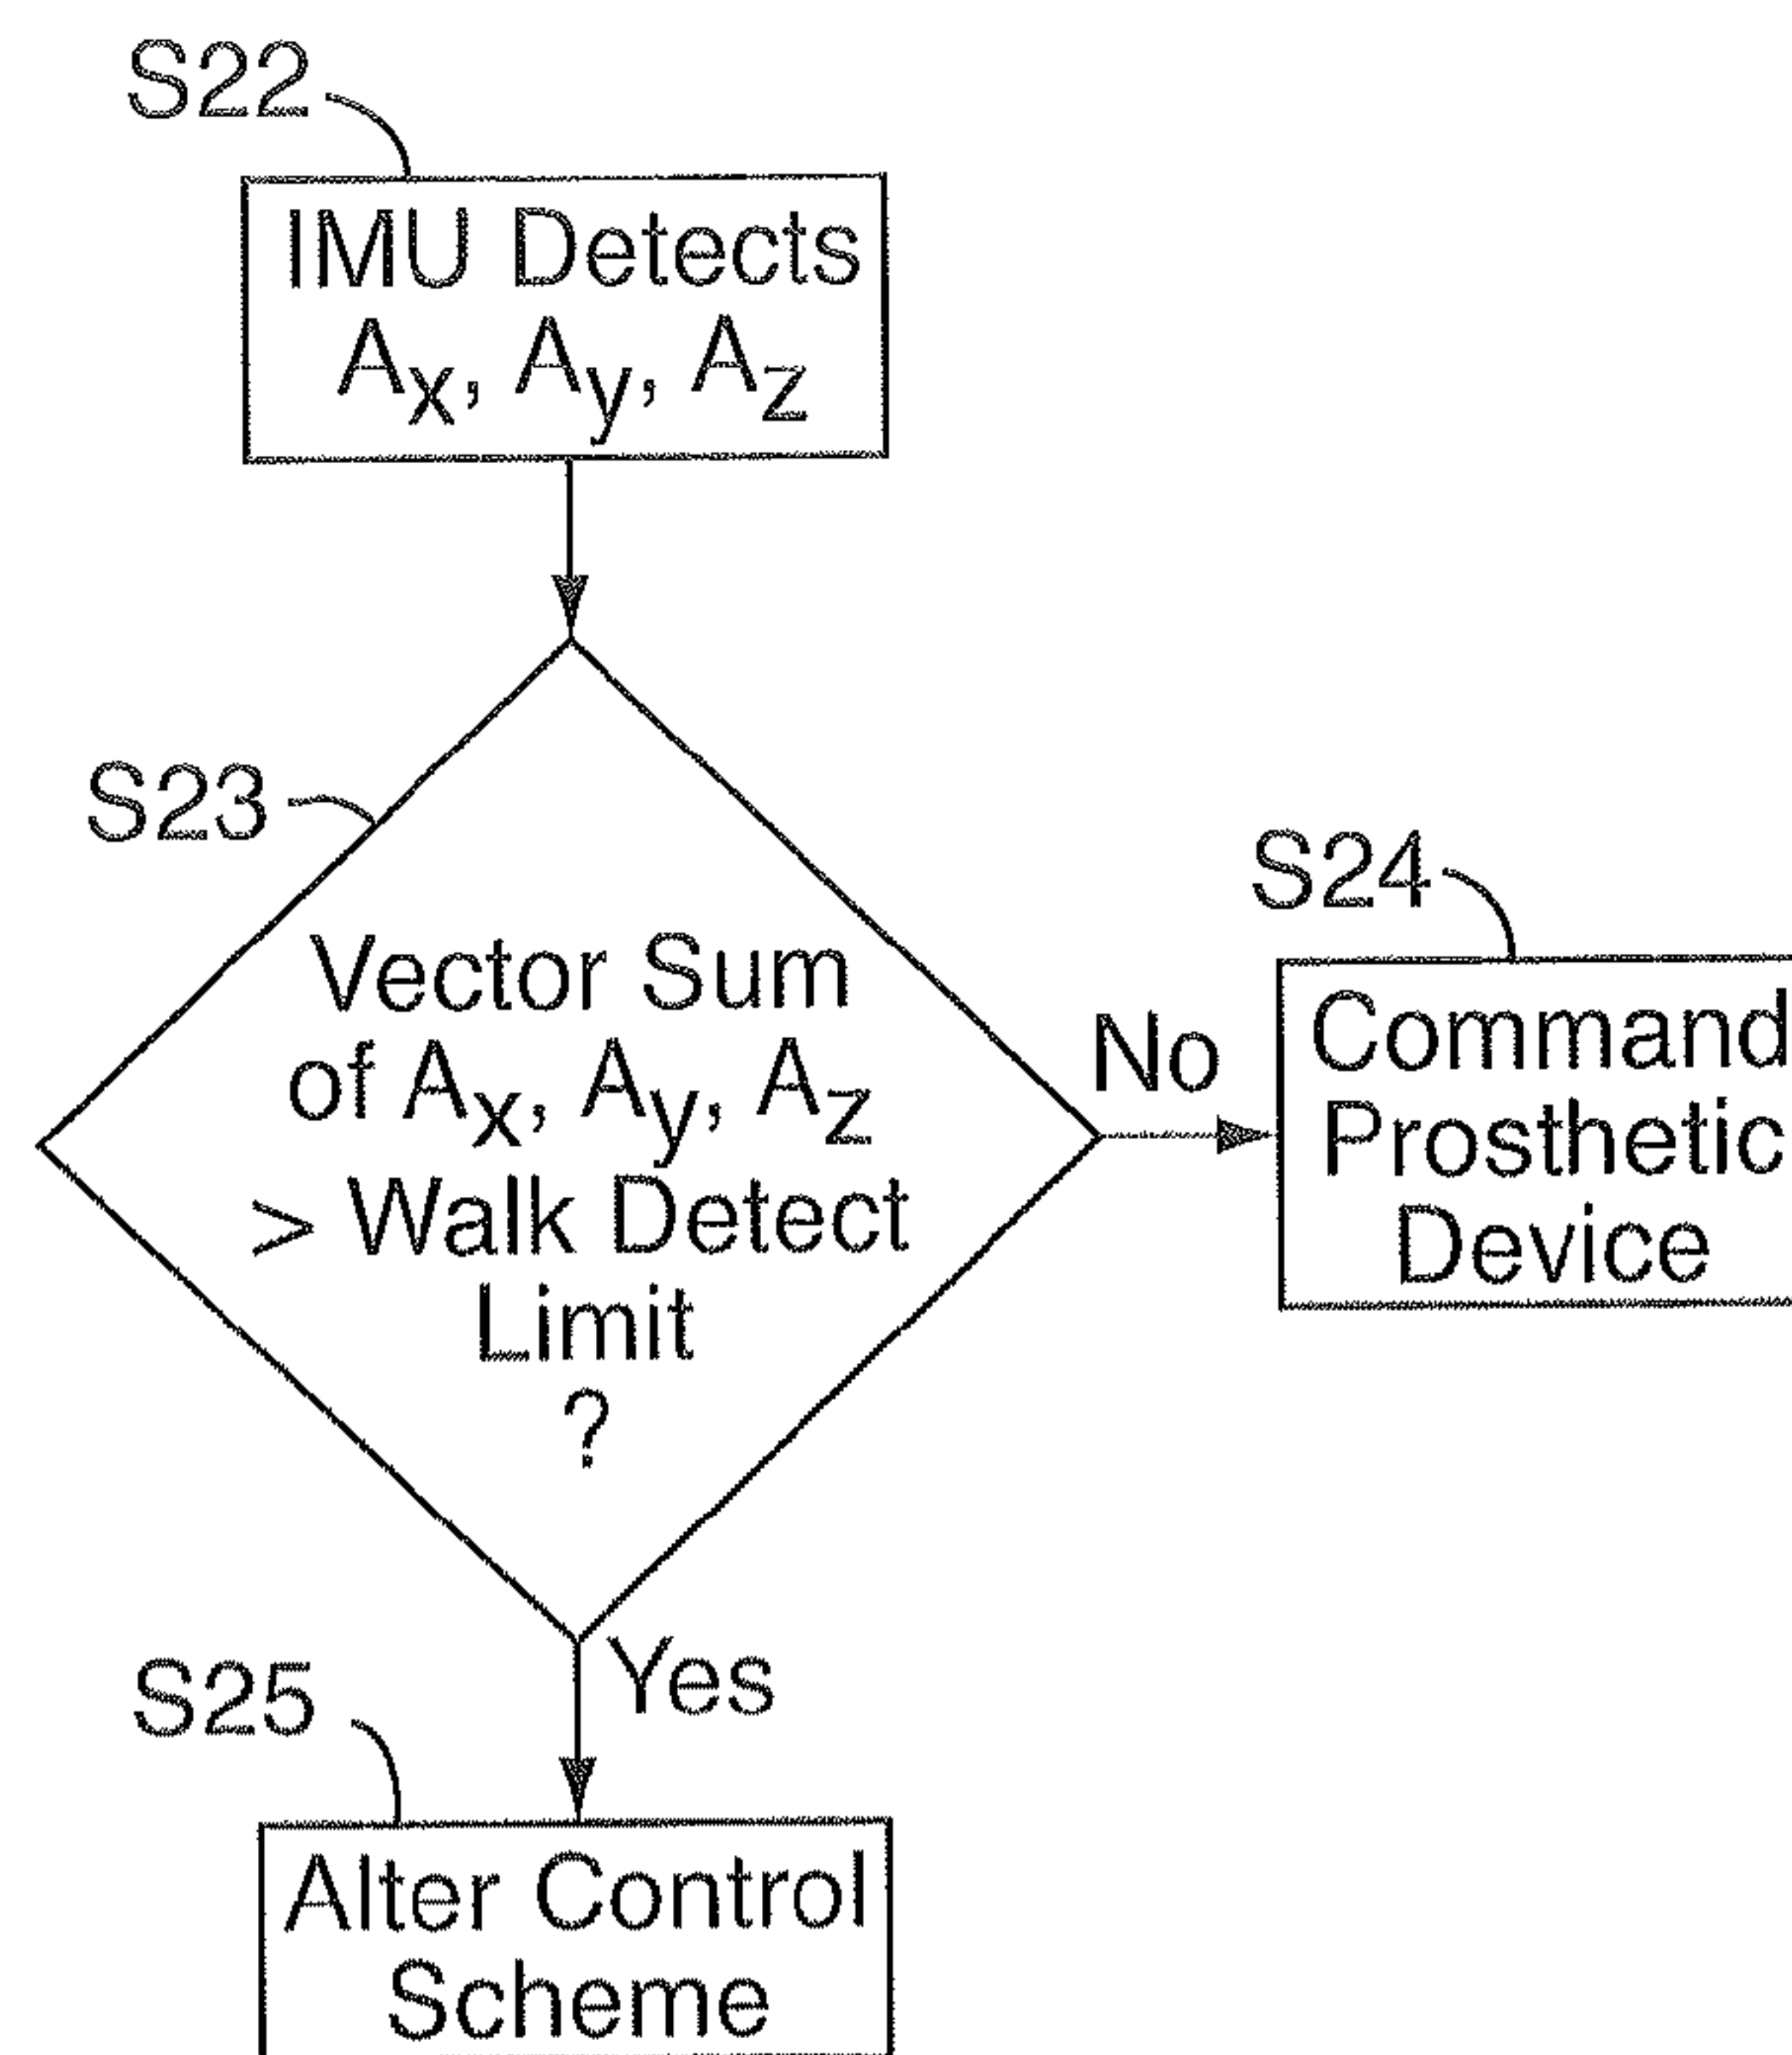 S22
IMU Detects
Ax, Ay, Az
S23
Vector Sum
of Ax, Ay, Az
> Walk Detect
Limit
?
No
S24
Command
Prosthetic
Device
Yes
S25
Alter Control
Scheme